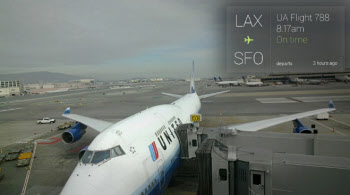 LAX
SFO
UA Flight 788
8:17am
On time
departs
3 hours ago
UNITED